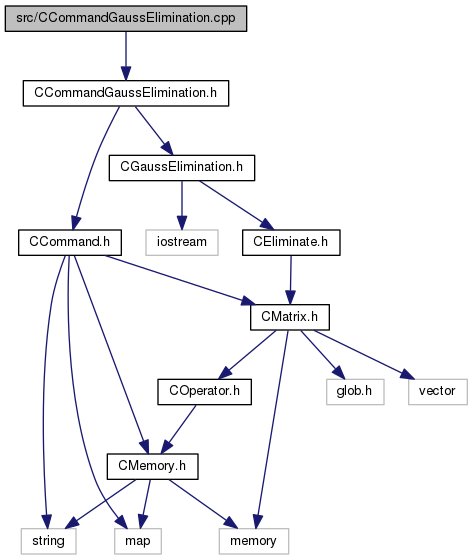 src/CCommandGaussElimination.cpp
CCommandGaussElimination.h
CGaussElimination.h
CCommand.h
iostream
CEliminate.h
CMatrix.h
COperator.h
glob.h
vector
CMemory.h
string
map
memory